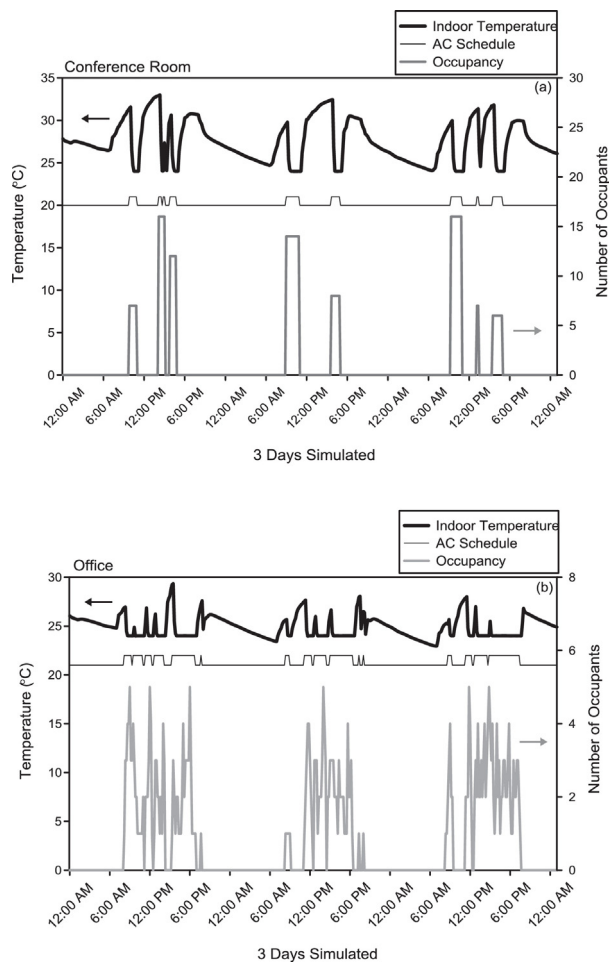 Indoor Temperature
AC Schedule
Occupancy
Conference Room
(a)
35
30
25
20
15
10
5
0
Temperature (°C)
30
25
20
15
10
5
0
Number of Occupants
12:00 AM
6:00 AM
12:00 PM
6:00 PM
12:00 AM
6:00 AM
12:00 PM
6:00 PM
12:00 AM
6:00 AM
12:00 PM
6:00 PM
12:00 AM
3 Days Simulated
Indoor Temperature
AC Schedule
Occupancy
Office
(b)
30
25
20
15
10
5
0
Temperature (°C)
8
6
4
2
0
Number of Occupants
12:00 AM
6:00 AM
12:00 PM
6:00 PM
12:00 AM
6:00 AM
12:00 PM
6:00 PM
12:00 AM
6:00 AM
12:00 PM
6:00 PM
12:00 AM
3 Days Simulated